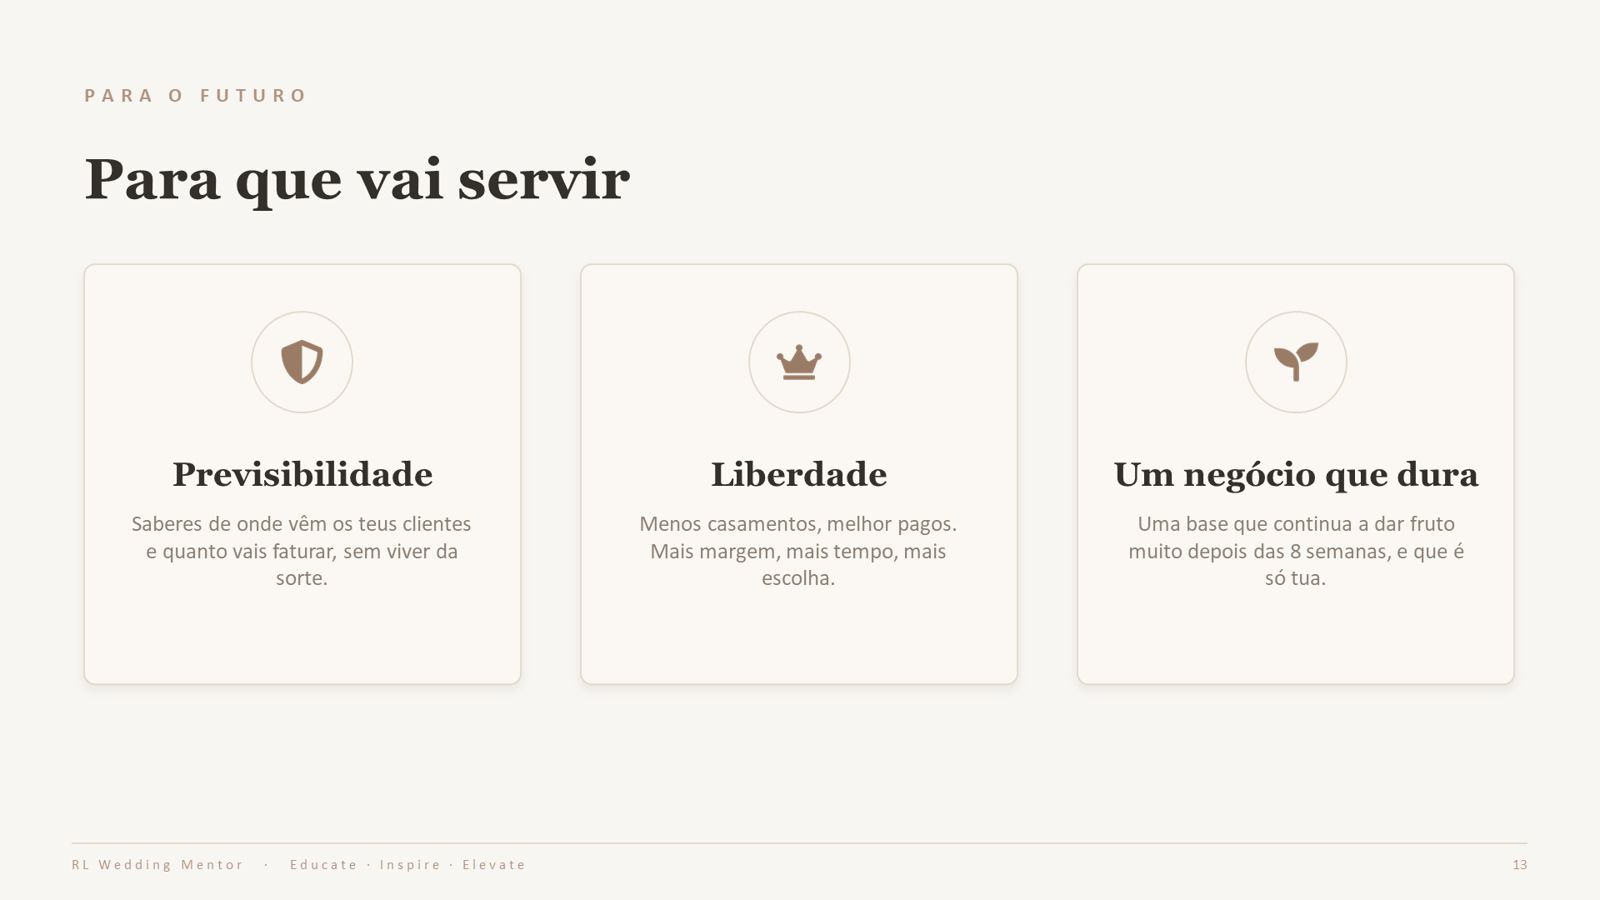 PARA O FUTURO
Para que vai servir
Previsibilidade
Saberes de onde vêm os teus clientes
e quanto vais faturar, sem viver da
sorte.
Liberdade
Menos casamentos, melhor pagos.
Mais margem, mais tempo, mais
escolha.
Um negócio que dura
Uma base que continua a dar fruto
muito depois das 8 semanas, e que é
só tua.
RL Wedding Mentor · Educate · Inspire · Elevate
13